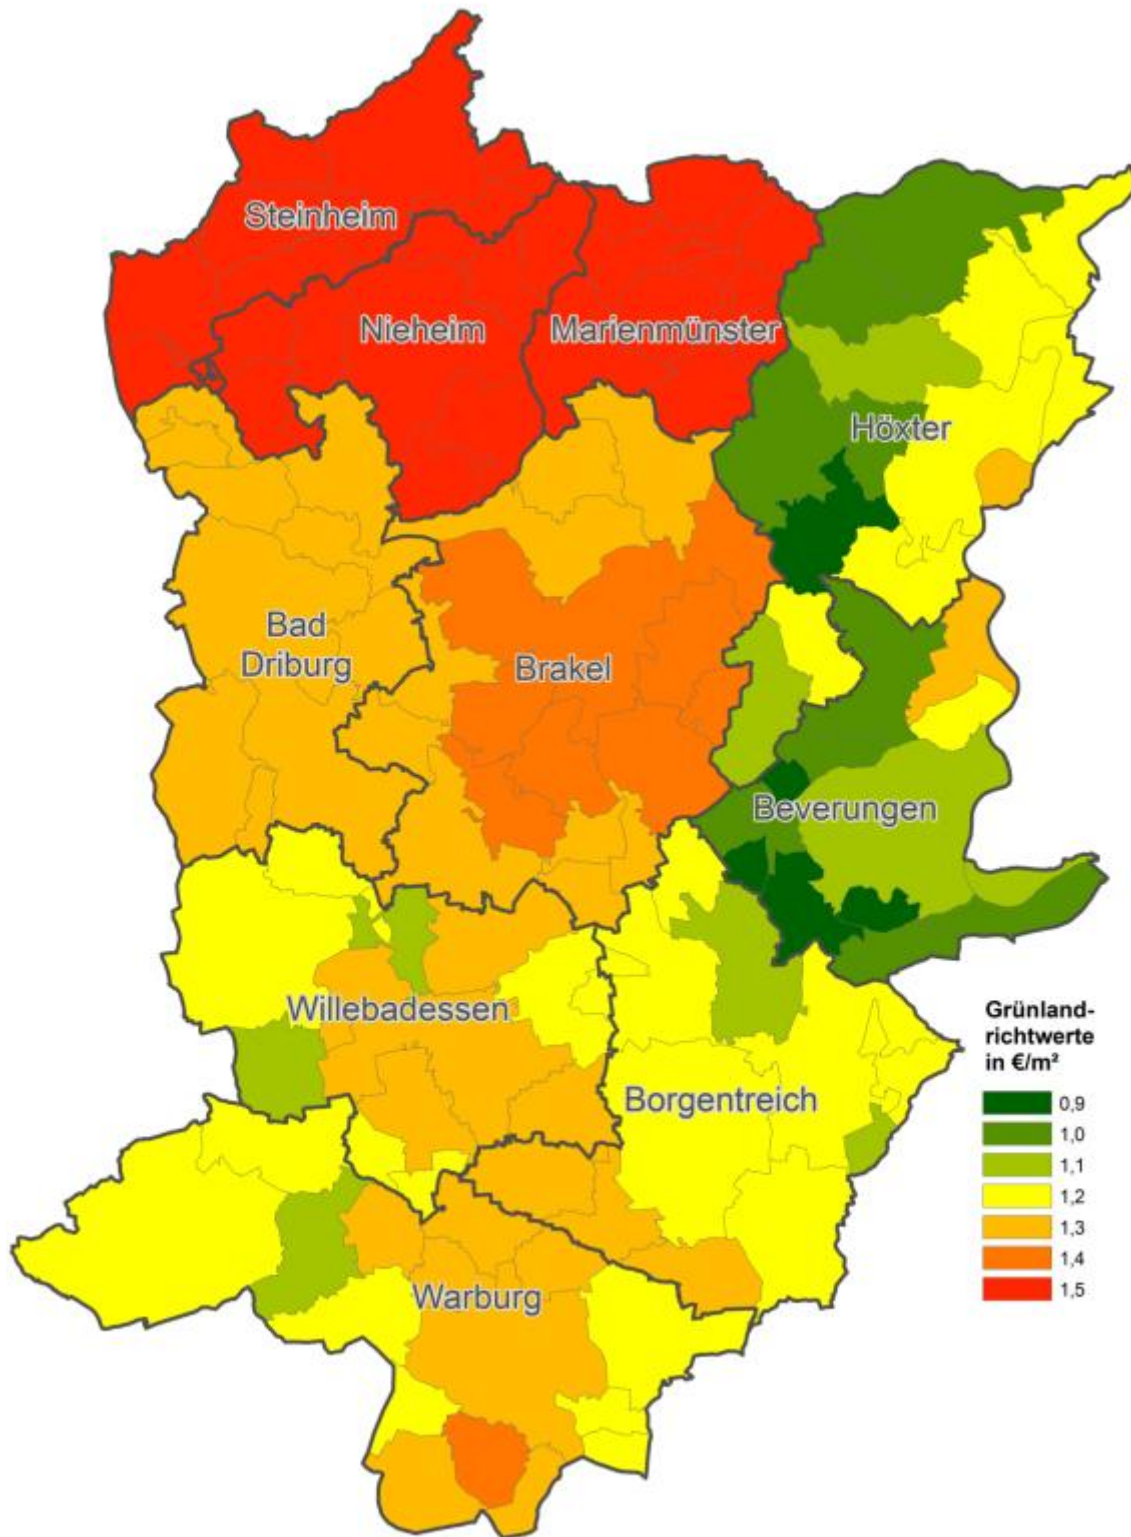 Steinheim
Nieheim
Marienmünster
Höxter
Bad
Driburg
Brakel
Beverungen
Willebadessen
Borgentreich
Warburg
Grünland-
richtwerte
in €/m²
0,9
1,0
1,1
1,2
1,3
1,4
1,5